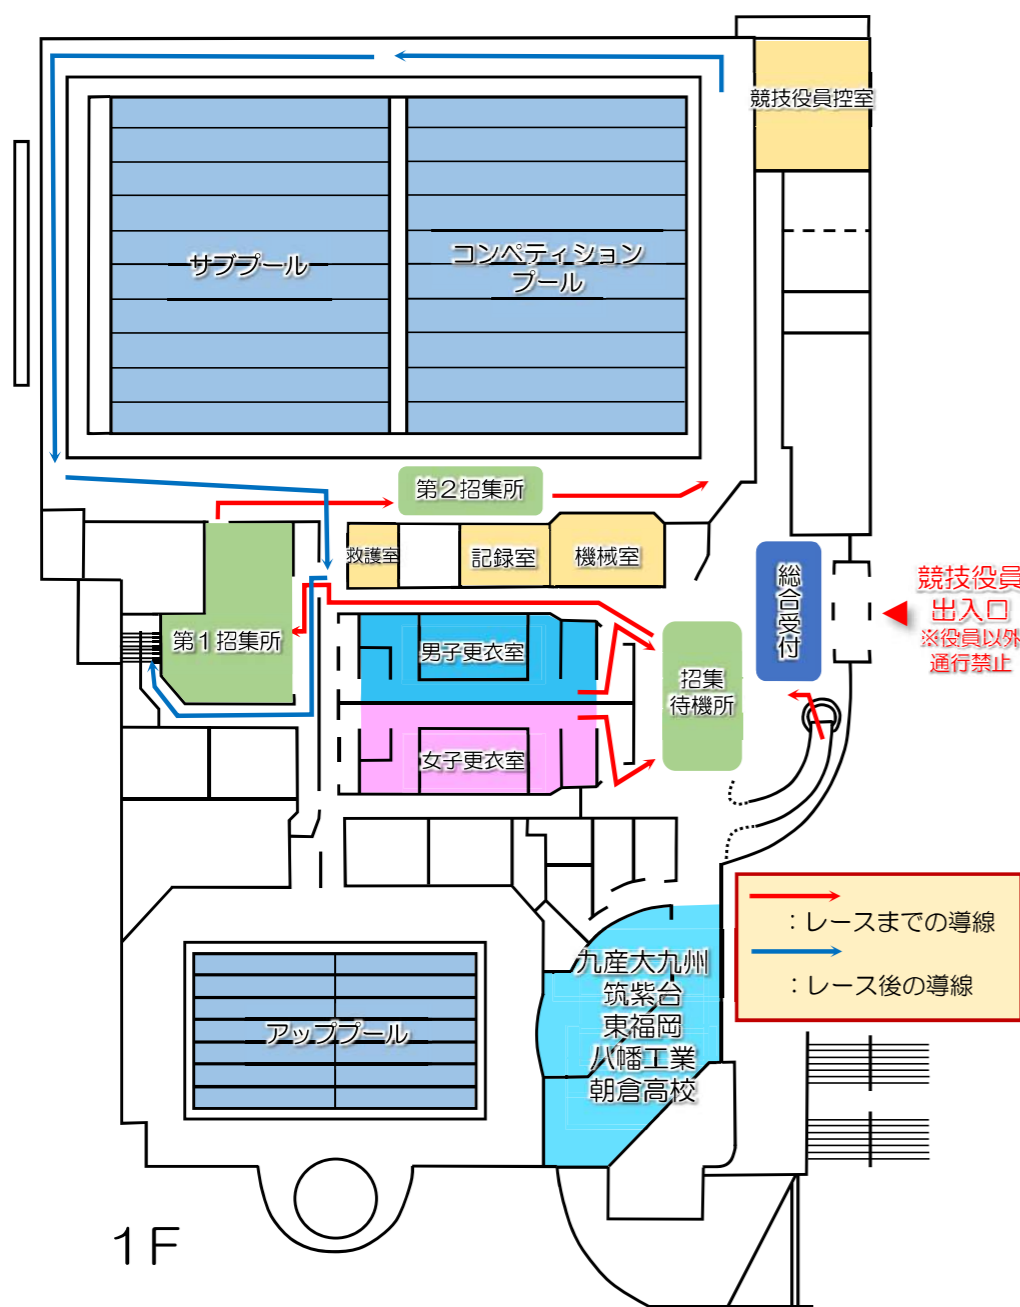 競技役員控室
サブプール
コンペティション
プール
第2招集所
救護室
記録室
機械室
総合受付
競技役員
出入口
※役員以外
通行禁止
第1招集所
男子更衣室
招集
待機所
女子更衣室
：レースまでの導線
：レース後の導線
九産大九州
筑紫台
東福岡
八幡工業
朝倉高校
アッププール
1F